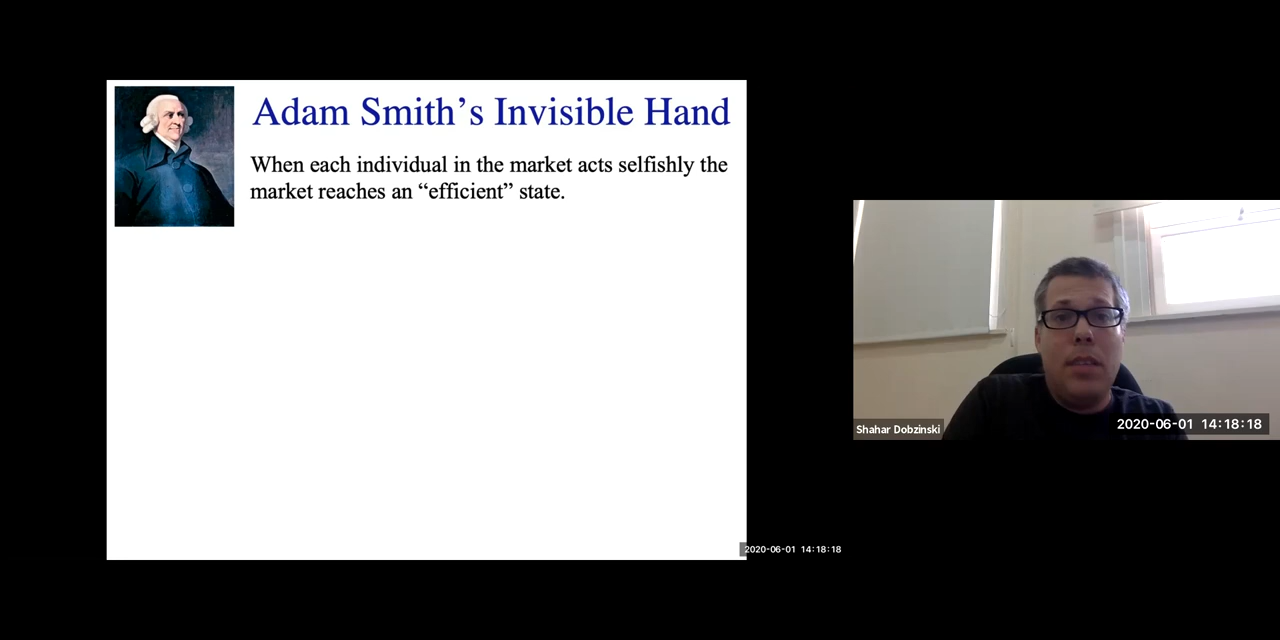 Adam Smith’s Invisible Hand
When each individual in the market acts selfishly the
market reaches an “efficient” state.
Shahar Dobzinski
2020-06-01 14:18:18
2020-06-01 14:18:18